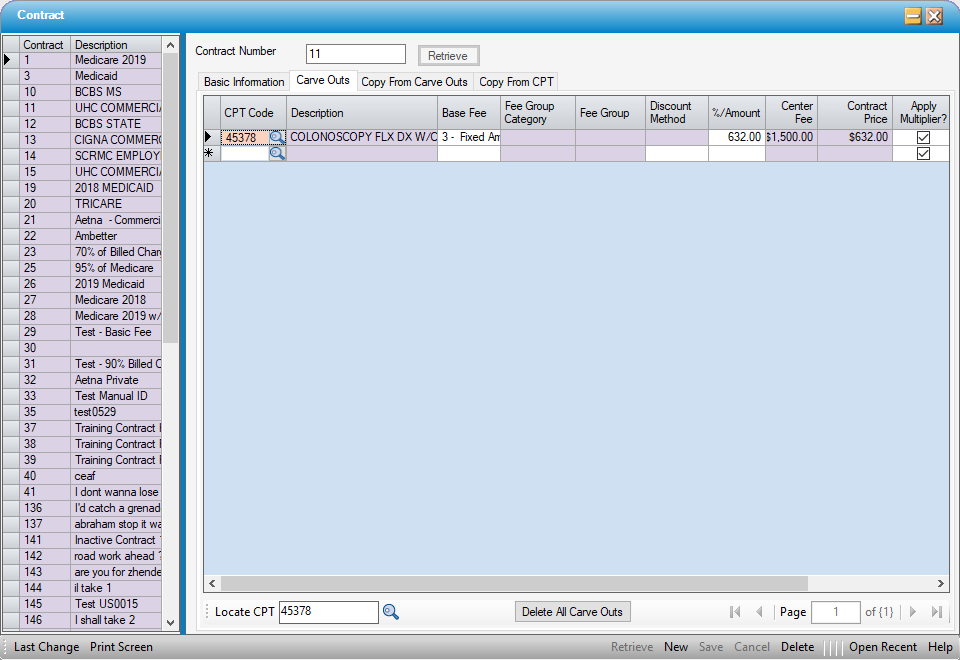 Contract
Contract Description
1 Medicare 2019
3 Medicaid
10 BCBS MS
11 UHC COMMERCI
12 BCBS STATE
13 CIGNA COMMERC
14 SCRMC EMPLOY
15 UHC COMMERCI
19 2018 MEDICAID
20 TRICARE
21 Aetna - Commerci
22 Ambetter
23 70% of Billed Char
25 95% of Medicare
26 2019 Medicaid
27 Medicare 2018
28 Medicare 2019 w/
29 Test - Basic Fee
30
31 Test - 90% Billed C
32 Aetna Private
33 Test Manual ID
35 test0529
37 Training Contract
38 Training Contract
39 Training Contract
40 ceaf
41 I dont wanna lose
136 I'd catch a grenad
137 abraham stop it wa
141 Inactive Contract
142 road work ahead ?
143 are you for zhende
144 il take 1
145 Test US0015
146 I shall take 2
Contract Number 11 Retrieve
Basic Information Carve Outs Copy From Carve Outs Copy From CPT
CPT Code Description Base Fee Fee Group Category Fee Group Discount Method %/Amount Center Fee Contract Price Apply Multiplier?
45378 COLONOSCOPY FLX DX W/C 3 - Fixed Am 632.00 $1,500.00 $632.00
*
Locate CPT 45378 Delete All Carve Outs Page 1 of {1}
Last Change Print Screen Retrieve New Save Cancel Delete Open Recent Help